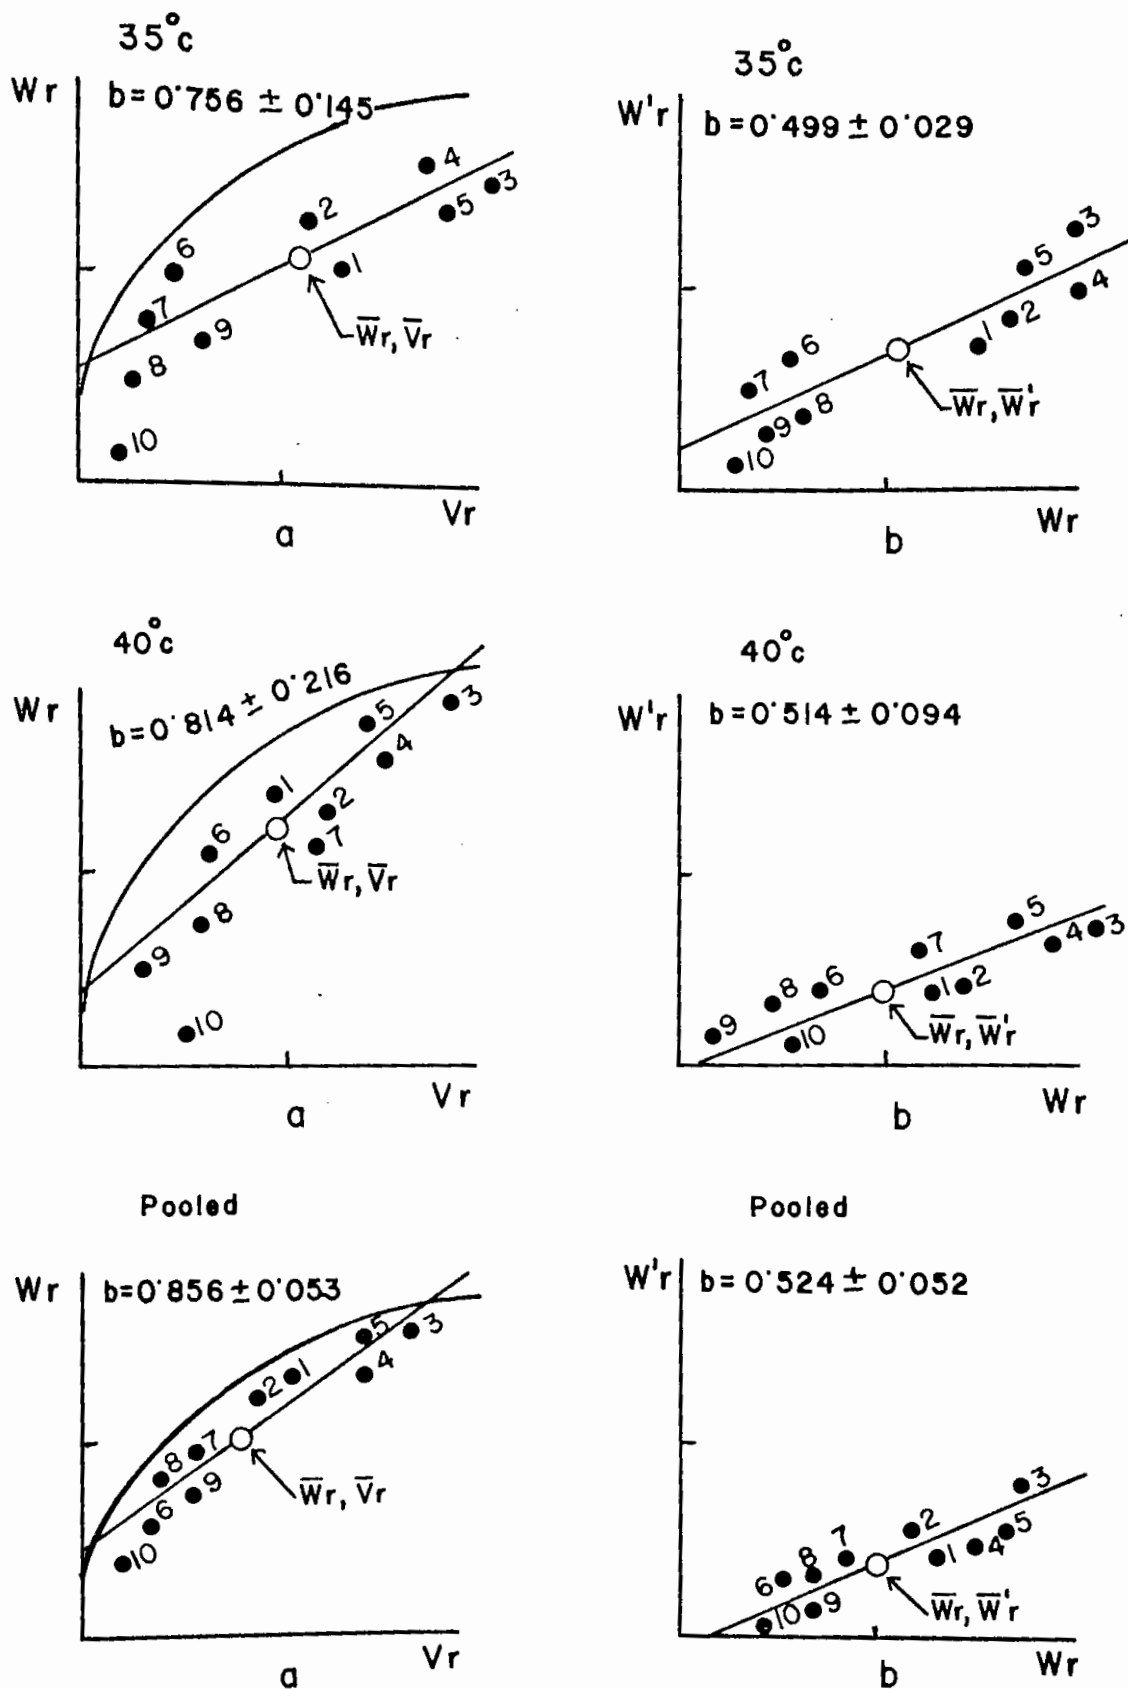 35°c
Wr
b=0.756 ± 0.145
4
3
5
2
1
6
7
9
8
10
W̅r, V̅r
Vr
a
35°c
W'r
b=0.499 ± 0.029
3
5
4
2
1
6
7
8
9
10
W̅r, W̅'r
Wr
b
40°c
Wr
b=0.814 ± 0.216
3
5
4
1
2
6
7
8
9
10
W̅r, V̅r
Vr
a
40°c
W'r
b=0.514 ± 0.094
5
4
3
7
1
2
6
8
9
10
W̅r, W̅'r
Wr
b
Pooled
Wr
b=0.856 ± 0.053
5
3
4
2
1
7
8
9
6
10
W̅r, V̅r
Vr
a
Pooled
W'r
b=0.524 ± 0.052
3
2
5
4
1
7
8
6
9
10
W̅r, W̅'r
Wr
b